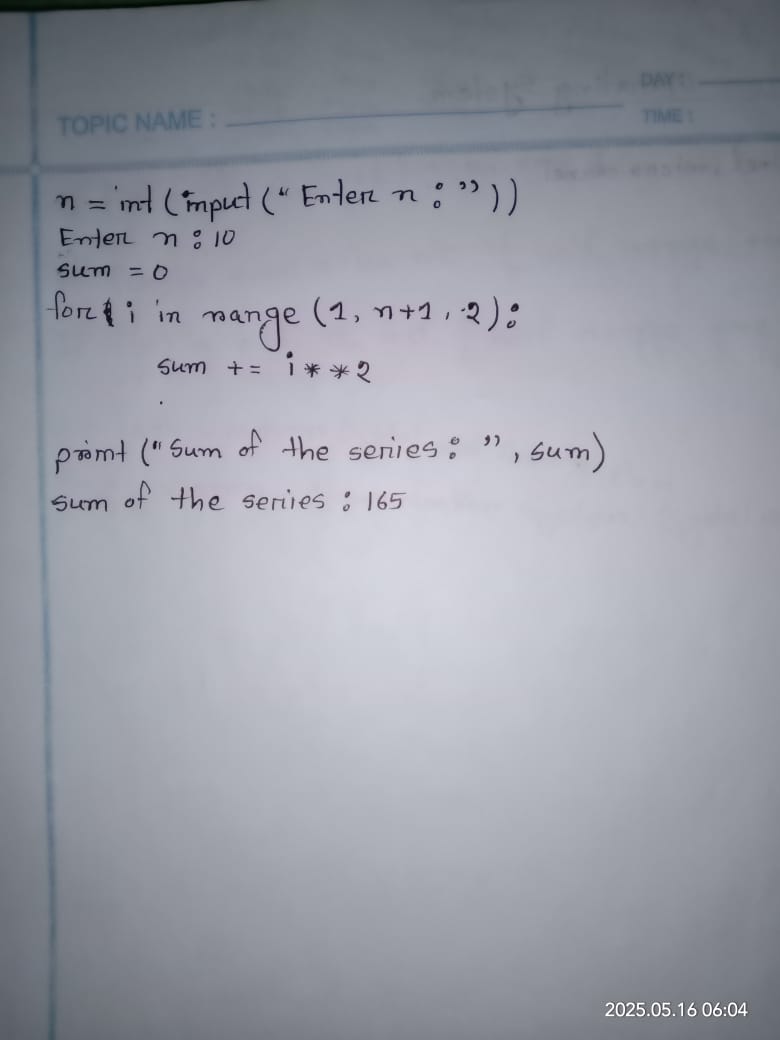 DAY :
TOPIC NAME :
TIME :
n = int (input (“ Enter n : ”))
Enter n : 10
sum = 0
for i in range (1, n+1, 2):
sum += i**2
print (“ Sum of the series : ”, sum)
sum of the series : 165
2025.05.16 06:04